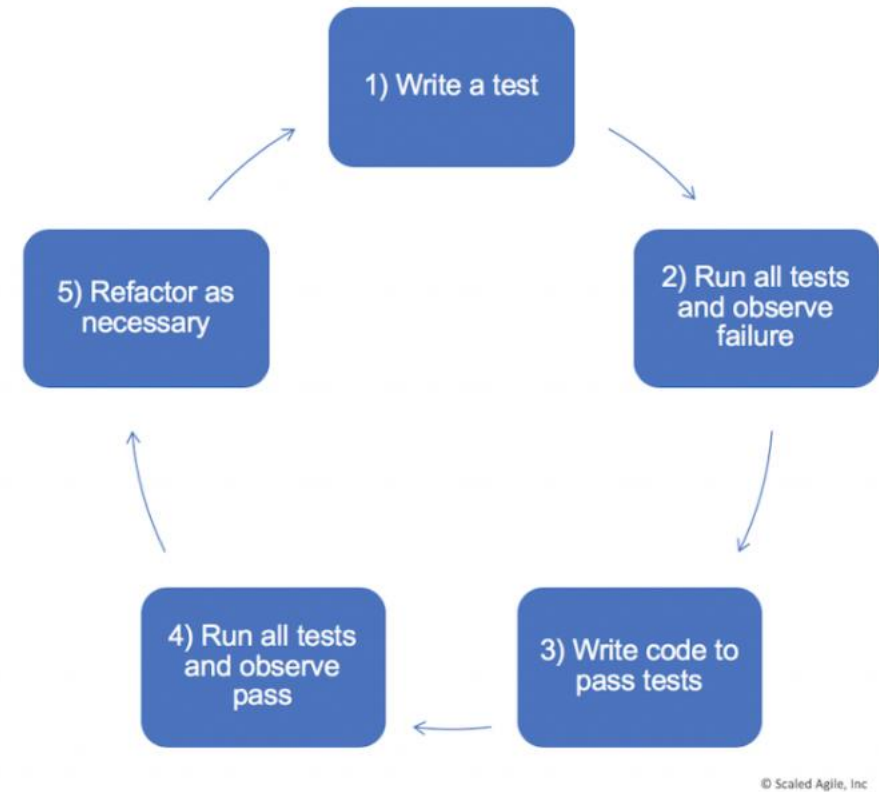 1) Write a test
2) Run all tests
and observe
failure
3) Write code to
pass tests
4) Run all tests
and observe
pass
5) Refactor as
necessary
© Scaled Agile, Inc